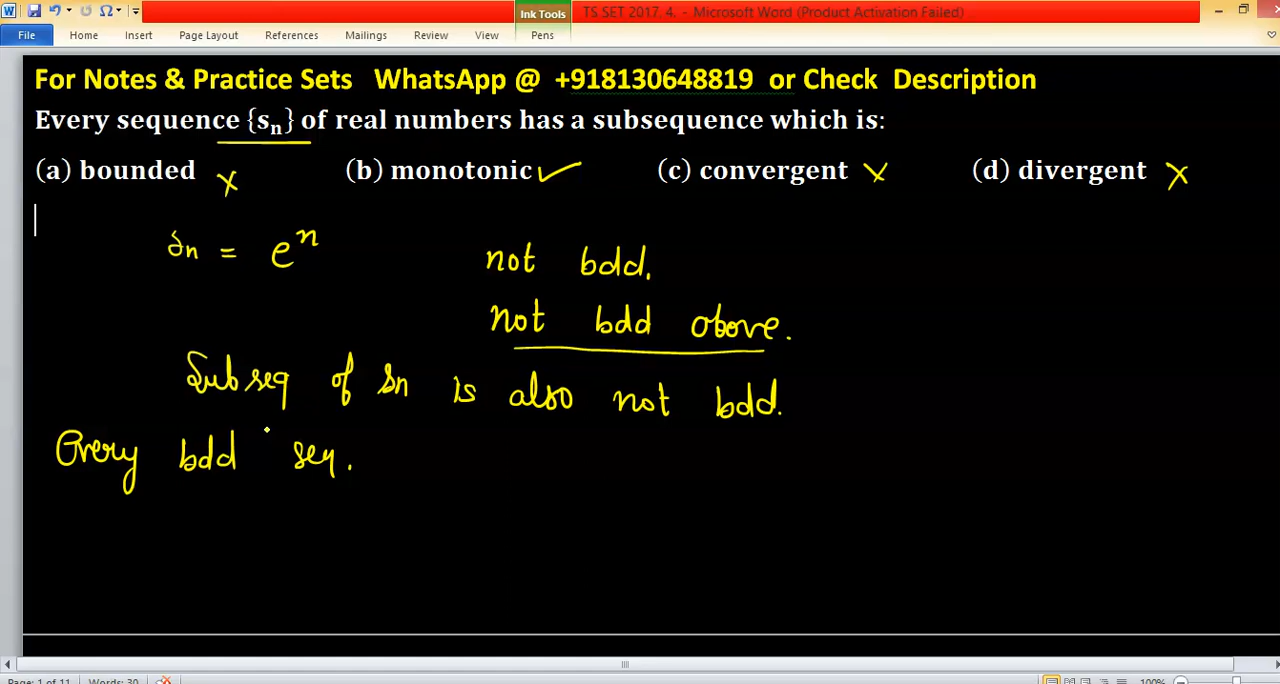 Ink Tools
TS SET 2017. 4. - Microsoft Word (Product Activation Failed)
File Home Insert Page Layout References Mailings Review View Pens
For Notes & Practice Sets WhatsApp @ +918130648819 or Check Description
Every sequence {sₙ} of real numbers has a subsequence which is:
(a) bounded ✗ (b) monotonic ✓ (c) convergent ✗ (d) divergent ✗
sₙ = eⁿ not bdd.
not bdd above.
Subseq of sₙ is also not bdd.
Every bdd seq.
Page: 1 of 11 Words: 30 100%